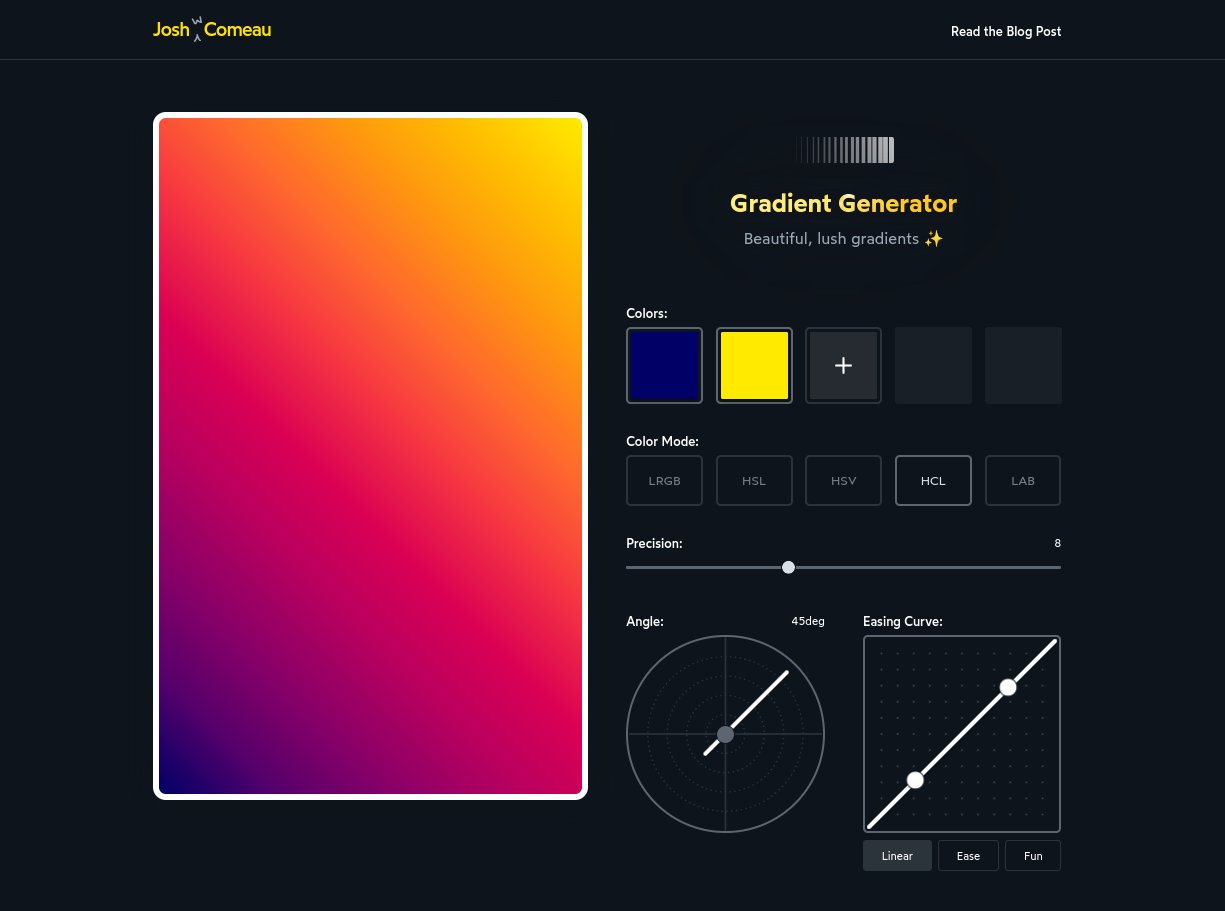 Josh W Comeau
Read the Blog Post
Gradient Generator
Beautiful, lush gradients ✨
Colors:
Color Mode:
LRGB HSL HSV HCL LAB
Precision: 8
Angle: 45deg
Easing Curve:
Linear Ease Fun